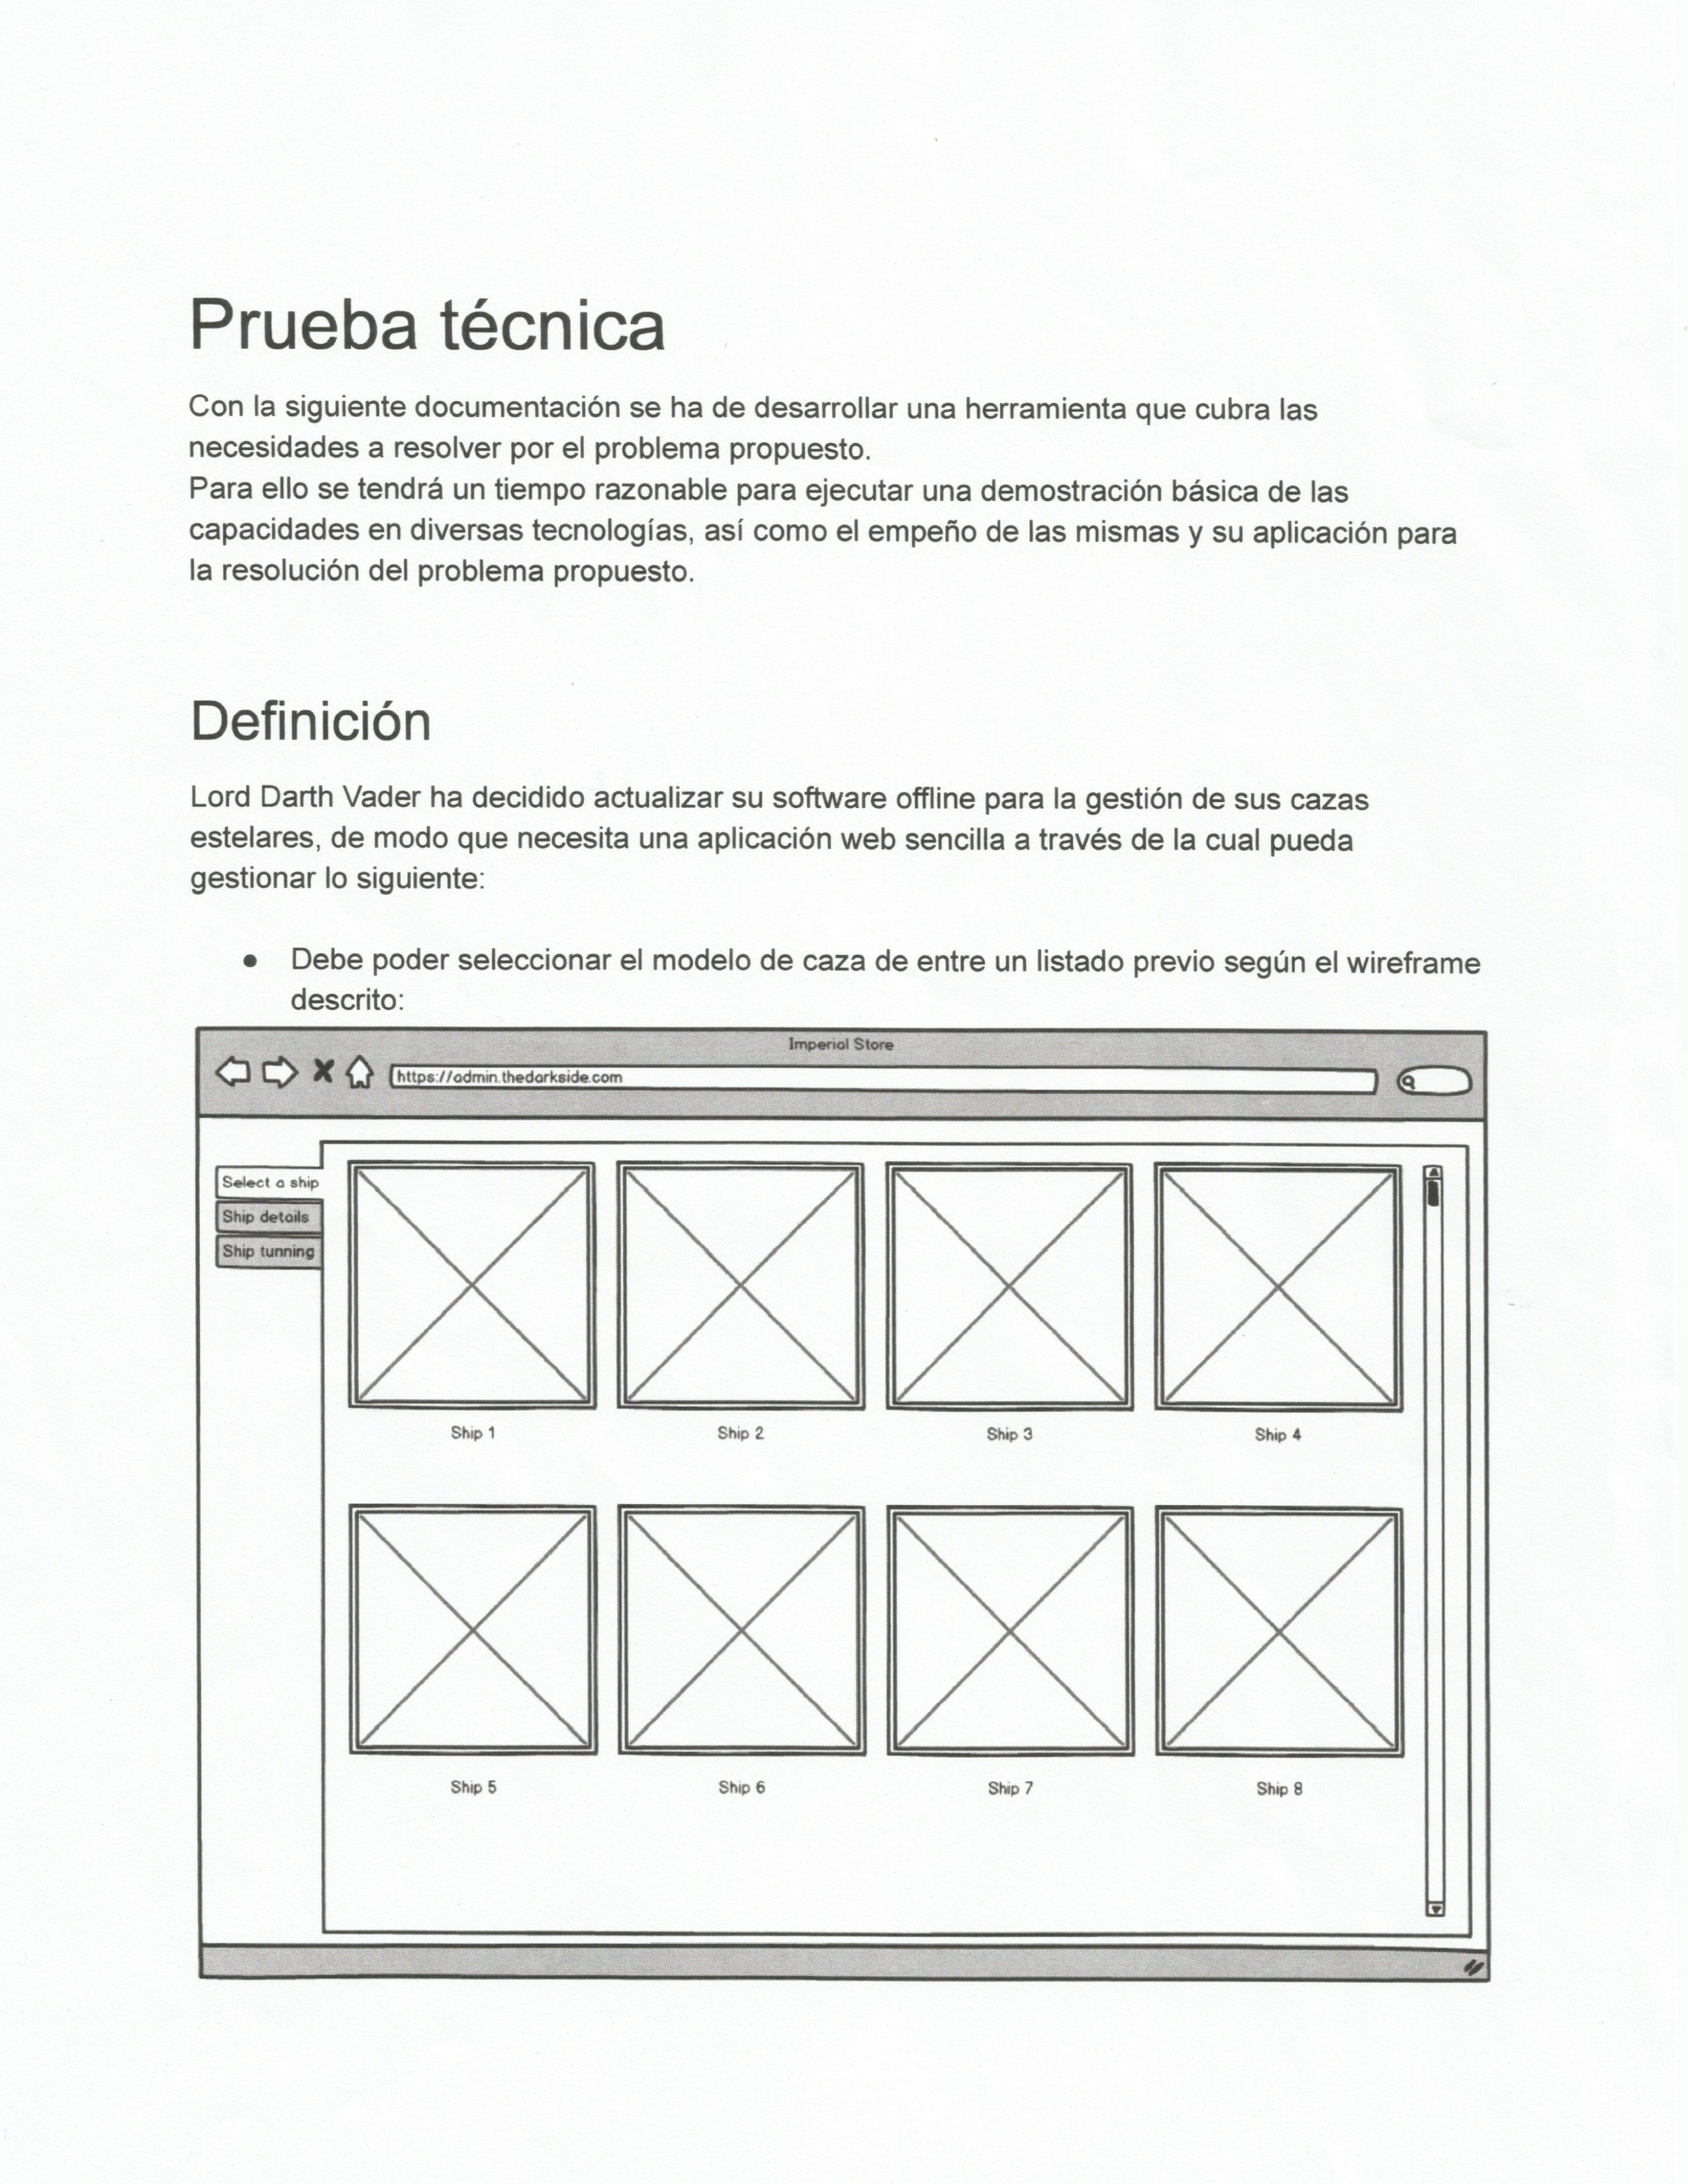 Prueba técnica
Con la siguiente documentación se ha de desarrollar una herramienta que cubra las
necesidades a resolver por el problema propuesto.
Para ello se tendrá un tiempo razonable para ejecutar una demostración básica de las
capacidades en diversas tecnologías, así como el empeño de las mismas y su aplicación para
la resolución del problema propuesto.
Definición
Lord Darth Vader ha decidido actualizar su software offline para la gestión de sus cazas
estelares, de modo que necesita una aplicación web sencilla a través de la cual pueda
gestionar lo siguiente:
● Debe poder seleccionar el modelo de caza de entre un listado previo según el wireframe
descrito:
Imperial Store
https://admin.thedarkside.com
Select a ship
Ship details
Ship tunning
Ship 1
Ship 2
Ship 3
Ship 4
Ship 5
Ship 6
Ship 7
Ship 8